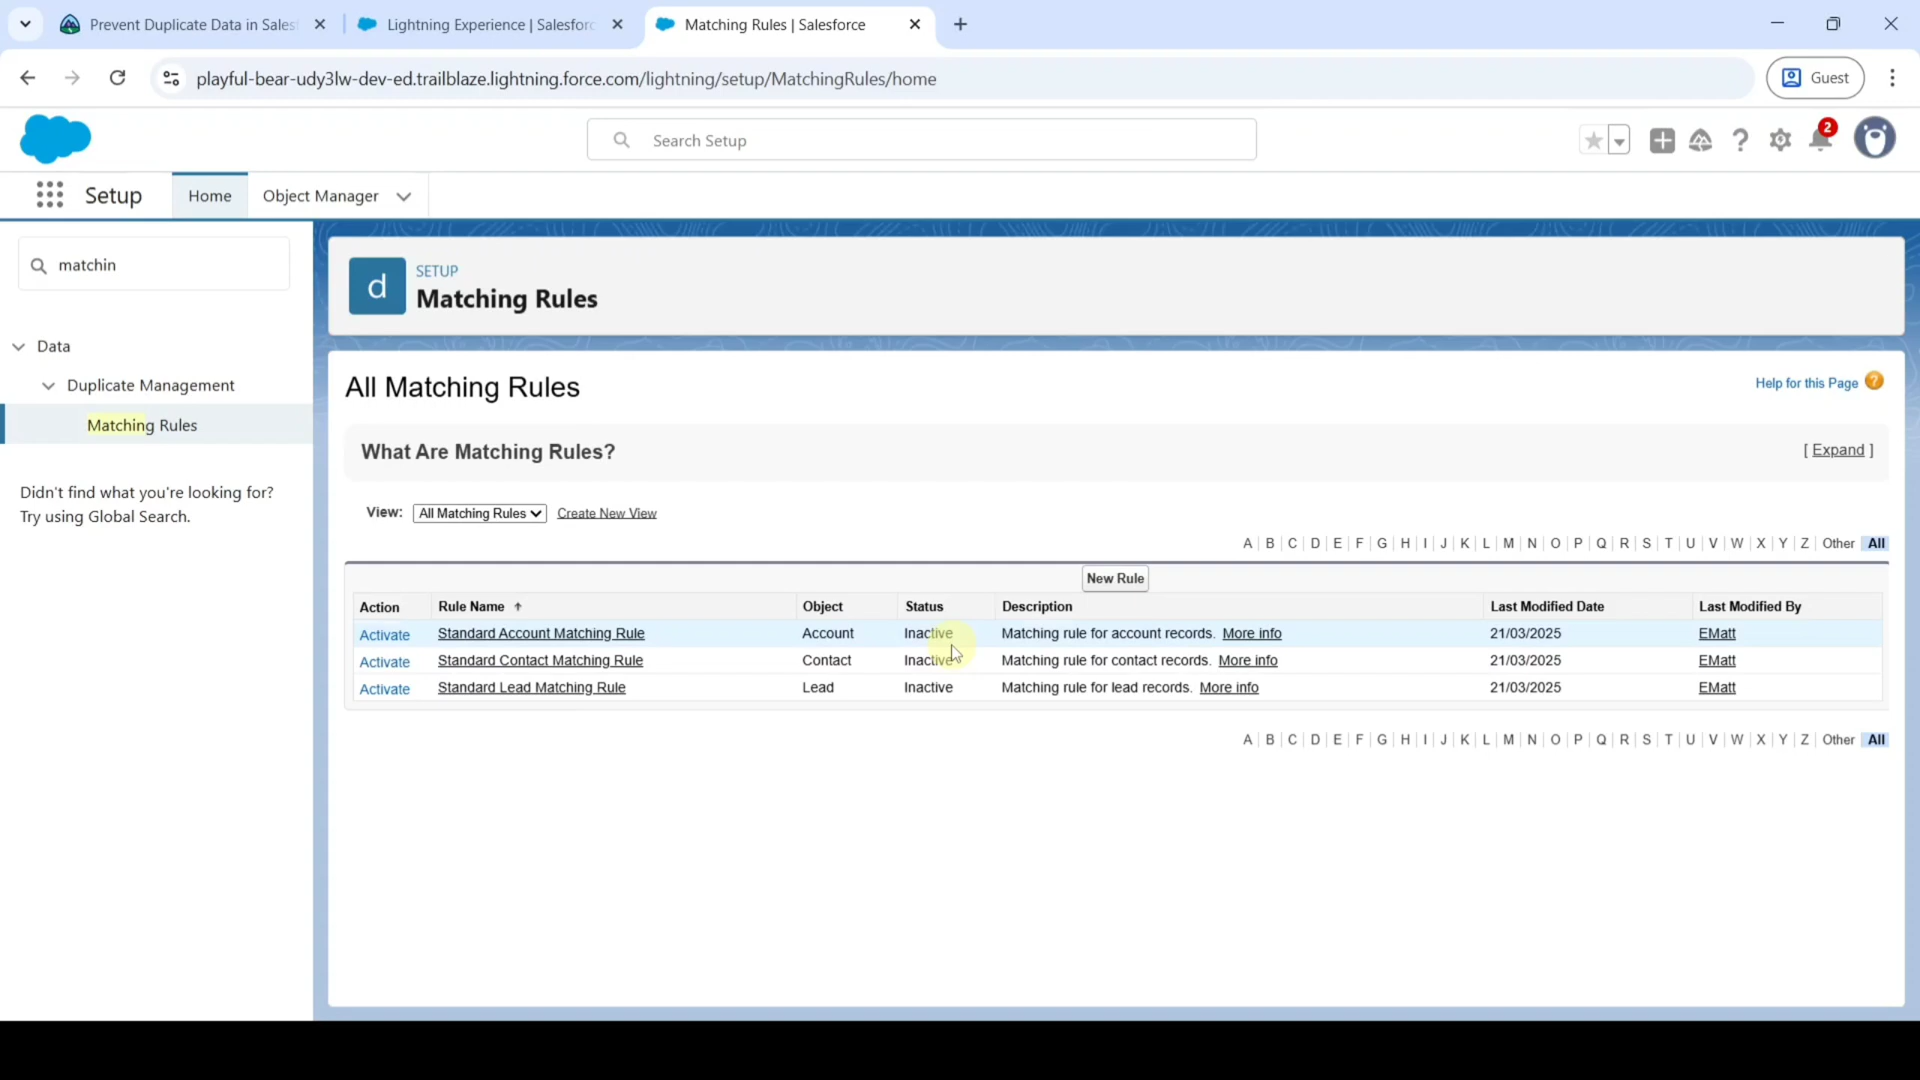 Prevent Duplicate Data in Sales
Lightning Experience | Salesforc
Matching Rules | Salesforce
playful-bear-udy3lw-dev-ed.trailblaze.lightning.force.com/lightning/setup/MatchingRules/home
Guest
Search Setup
2
Setup
Home
Object Manager
matchin
Data
Duplicate Management
Matching Rules
Didn't find what you're looking for?
Try using Global Search.
d
SETUP
Matching Rules
All Matching Rules
Help for this Page ?
What Are Matching Rules?
[ Expand ]
View: All Matching Rules Create New View
A | B | C | D | E | F | G | H | I | J | K | L | M | N | O | P | Q | R | S | T | U | V | W | X | Y | Z | Other All
New Rule
Action Rule Name Object Status Description Last Modified Date Last Modified By
Activate Standard Account Matching Rule Account Inactive Matching rule for account records. More info 21/03/2025 EMatt
Activate Standard Contact Matching Rule Contact Inactive Matching rule for contact records. More info 21/03/2025 EMatt
Activate Standard Lead Matching Rule Lead Inactive Matching rule for lead records. More info 21/03/2025 EMatt
A | B | C | D | E | F | G | H | I | J | K | L | M | N | O | P | Q | R | S | T | U | V | W | X | Y | Z | Other All